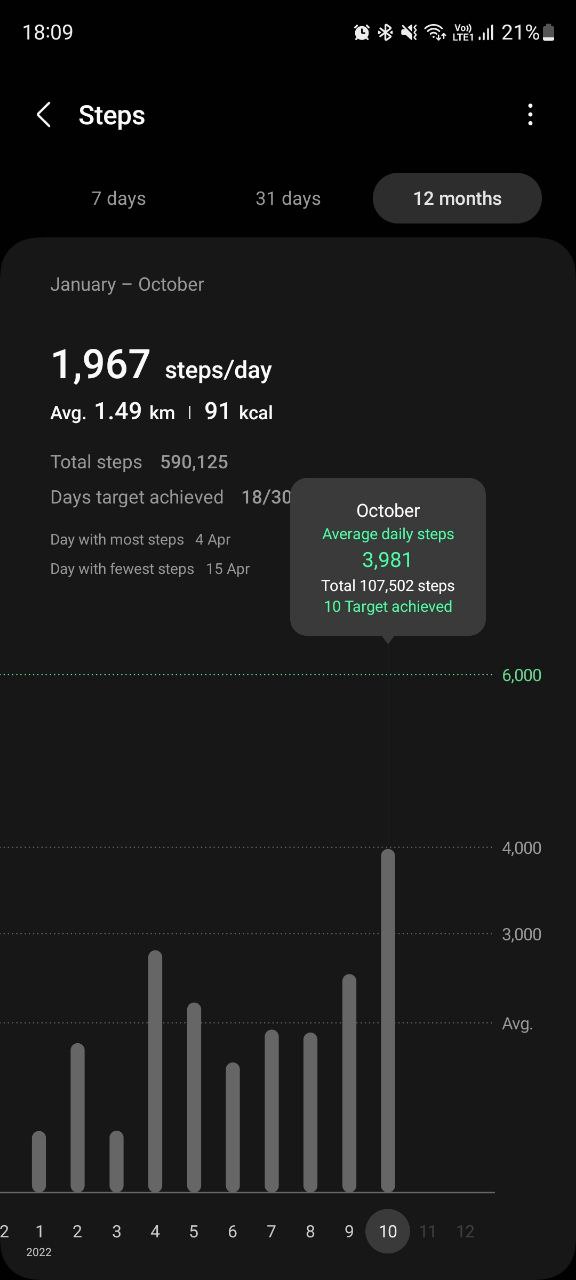 18:09
Vo)) LTE1 21%
Steps
7 days 31 days 12 months
January – October
1,967 steps/day
Avg. 1.49 km | 91 kcal
Total steps 590,125
Days target achieved 18/30
Day with most steps 4 Apr
Day with fewest steps 15 Apr
October
Average daily steps
3,981
Total 107,502 steps
10 Target achieved
6,000
4,000
3,000
Avg.
2 1 2 3 4 5 6 7 8 9 10 11 12
2022